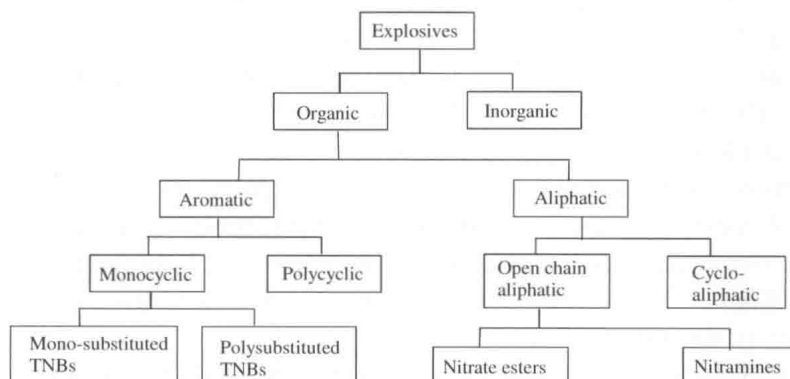 Explosives
Organic
Inorganic
Aromatic
Aliphatic
Monocyclic
Polycyclic
Open chain
aliphatic
Cyclo-
aliphatic
Mono-substituted
TNBs
Polysubstituted
TNBs
Nitrate esters
Nitramines